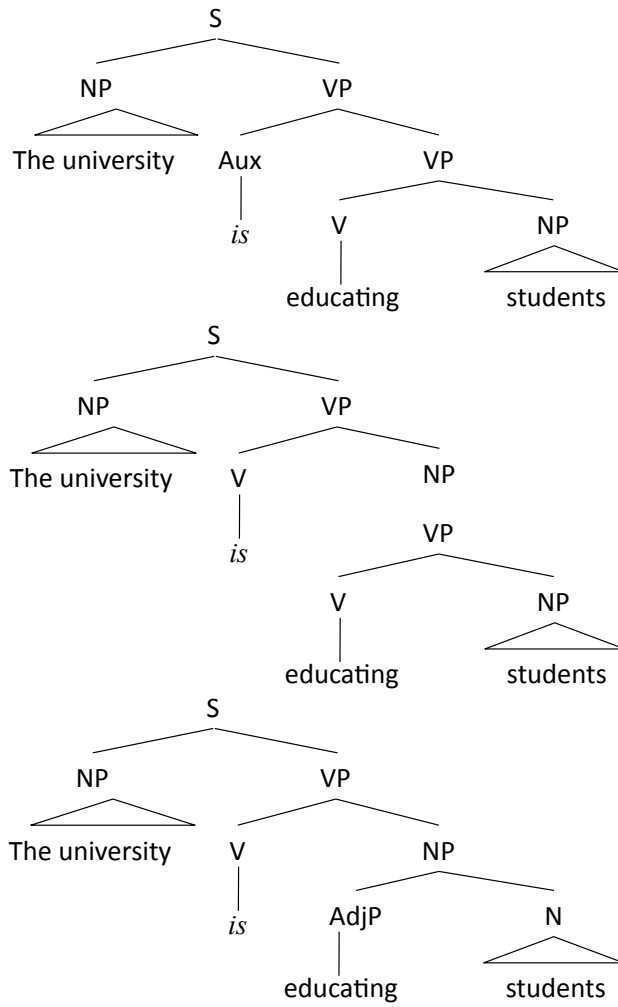 S
NP VP
The university Aux VP
is V NP
educating students
S
NP VP
The university V NP
is VP
V NP
educating students
S
NP VP
The university V NP
is AdjP N
educating students